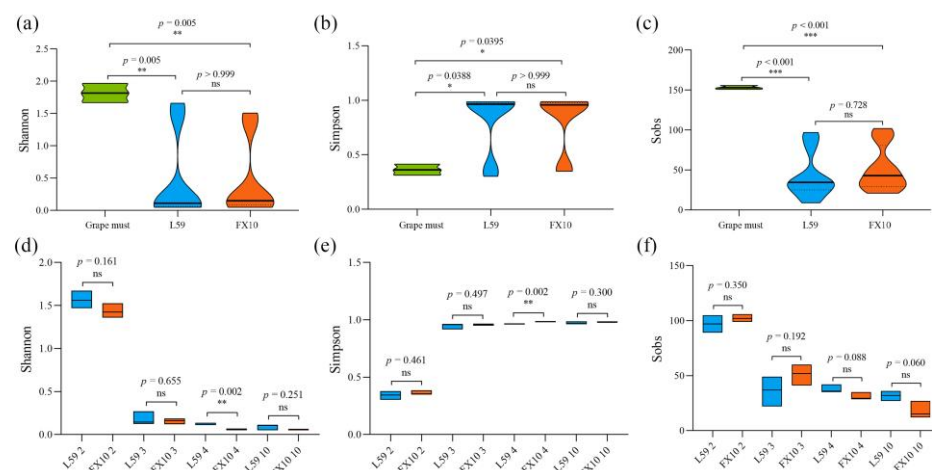 (a)
p = 0.005
**
p = 0.005
**
p > 0.999
ns
Shannon
2.5
2.0
1.5
1.0
0.5
0.0
Grape must
L59
FX10
(b)
p = 0.0395
*
p = 0.0388
*
p > 0.999
ns
Simpson
1.5
1.0
0.5
0.0
Grape must
L59
FX10
(c)
p < 0.001
***
p < 0.001
***
p = 0.728
ns
Sobs
200
150
100
50
0
Grape must
L59
FX10
(d)
p = 0.161
ns
p = 0.655
ns
p = 0.002
**
p = 0.251
ns
Shannon
2.0
1.5
1.0
0.5
0.0
L59 2
FX10 2
L59 3
FX10 3
L59 4
FX10 4
L59 10
FX10 10
(e)
p = 0.461
ns
p = 0.497
ns
p = 0.002
**
p = 0.300
ns
Simpson
1.5
1.0
0.5
0.0
L59 2
FX10 2
L59 3
FX10 3
L59 4
FX10 4
L59 10
FX10 10
(f)
p = 0.350
ns
p = 0.192
ns
p = 0.088
ns
p = 0.060
ns
Sobs
150
100
50
0
L59 2
FX10 2
L59 3
FX10 3
L59 4
FX10 4
L59 10
FX10 10